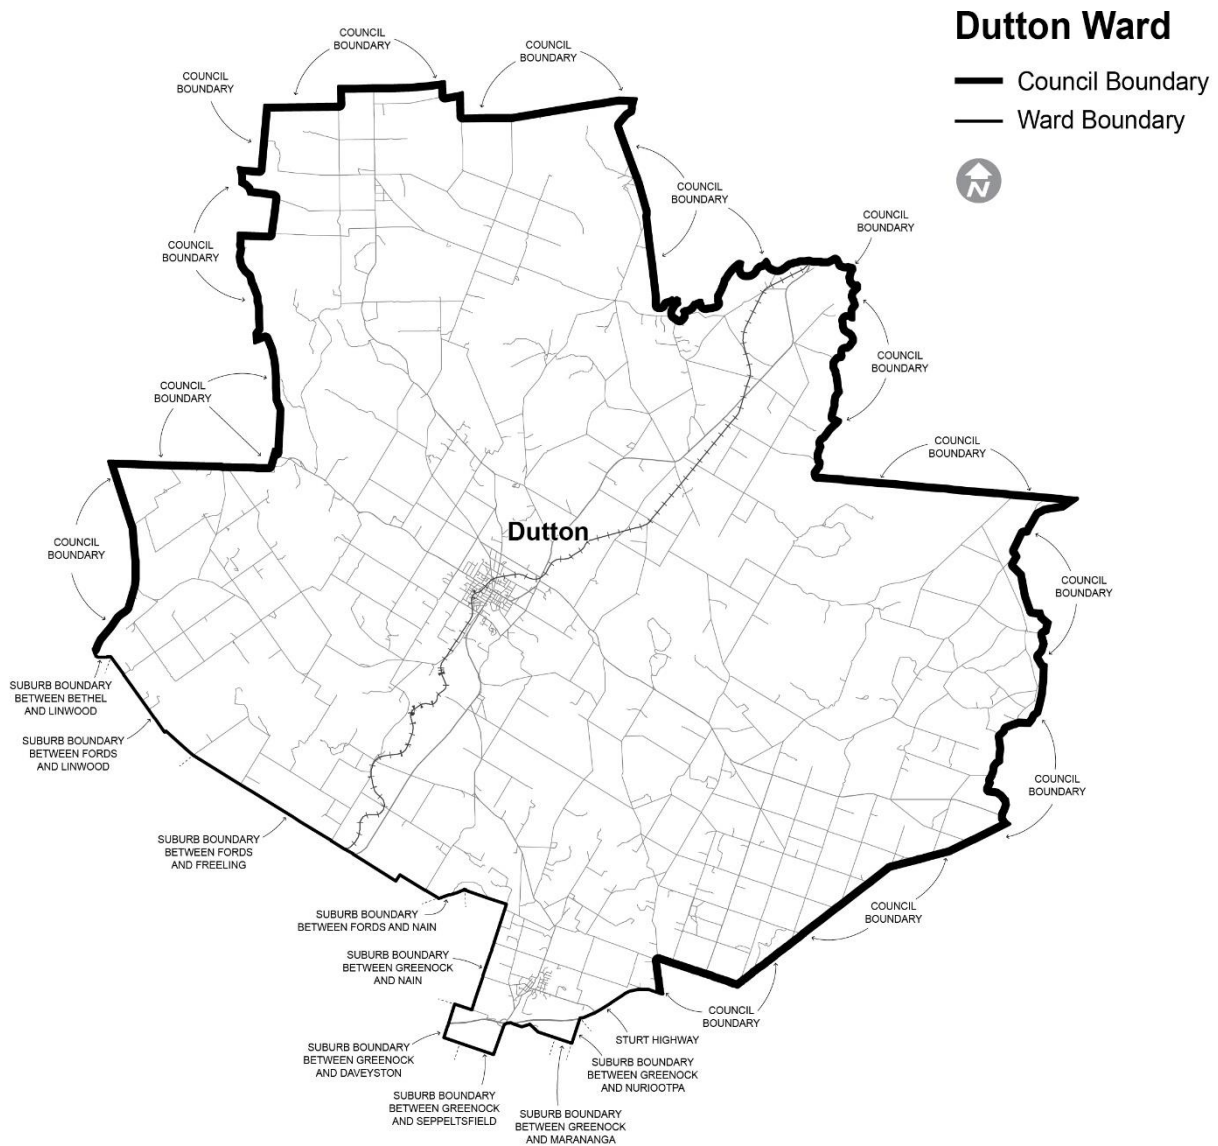 Dutton Ward
Council Boundary
Ward Boundary
N
COUNCIL
BOUNDARY
COUNCIL
BOUNDARY
COUNCIL
BOUNDARY
COUNCIL
BOUNDARY
COUNCIL
BOUNDARY
COUNCIL
BOUNDARY
COUNCIL
BOUNDARY
COUNCIL
BOUNDARY
COUNCIL
BOUNDARY
Dutton
COUNCIL
BOUNDARY
COUNCIL
BOUNDARY
SUBURB BOUNDARY
BETWEEN BETHEL
AND LINWOOD
SUBURB BOUNDARY
BETWEEN FORDS
AND LINWOOD
COUNCIL
BOUNDARY
SUBURB BOUNDARY
BETWEEN FORDS
AND FREELING
COUNCIL
BOUNDARY
SUBURB BOUNDARY
BETWEEN FORDS AND NAIN
SUBURB BOUNDARY
BETWEEN GREENOCK
AND NAIN
COUNCIL
BOUNDARY
STURT HIGHWAY
SUBURB BOUNDARY
BETWEEN GREENOCK
AND DAVEYSTON
SUBURB BOUNDARY
BETWEEN GREENOCK
AND NURIOOTPA
SUBURB BOUNDARY
BETWEEN GREENOCK
AND SEPPELTSFIELD
SUBURB BOUNDARY
BETWEEN GREENOCK
AND MARANANGA